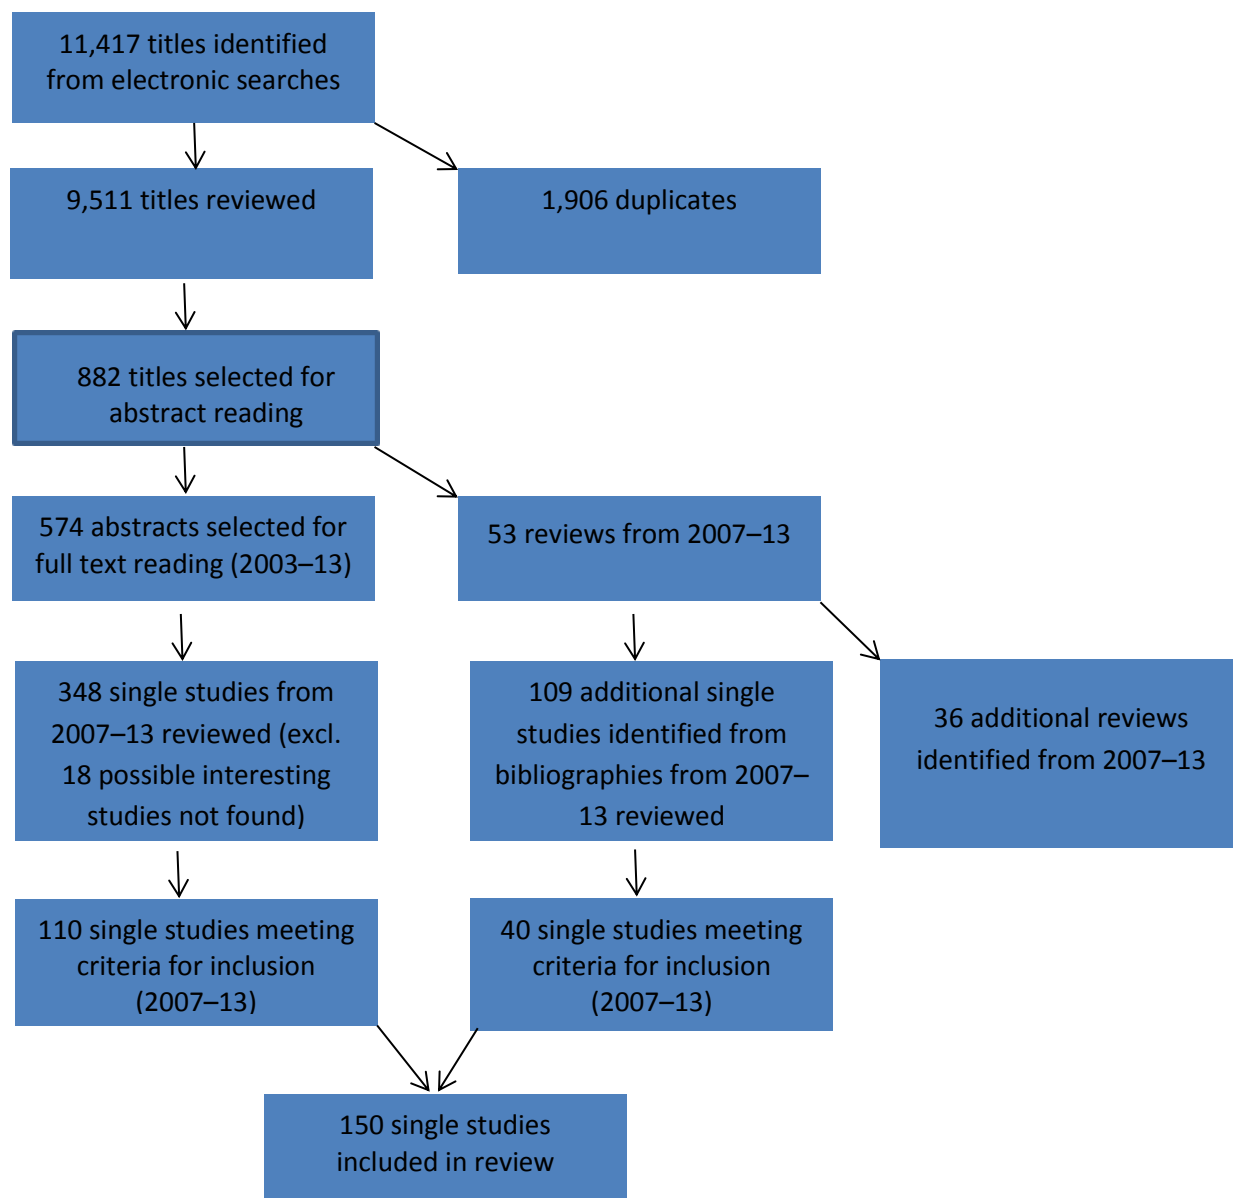 11,417 titles identified
from electronic searches
9,511 titles reviewed
1,906 duplicates
882 titles selected for
abstract reading
574 abstracts selected for
full text reading (2003–13)
53 reviews from 2007–13
348 single studies from
2007–13 reviewed (excl.
18 possible interesting
studies not found)
109 additional single
studies identified from
bibliographies from 2007–
13 reviewed
36 additional reviews
identified from 2007–13
110 single studies meeting
criteria for inclusion
(2007–13)
40 single studies meeting
criteria for inclusion
(2007–13)
150 single studies
included in review